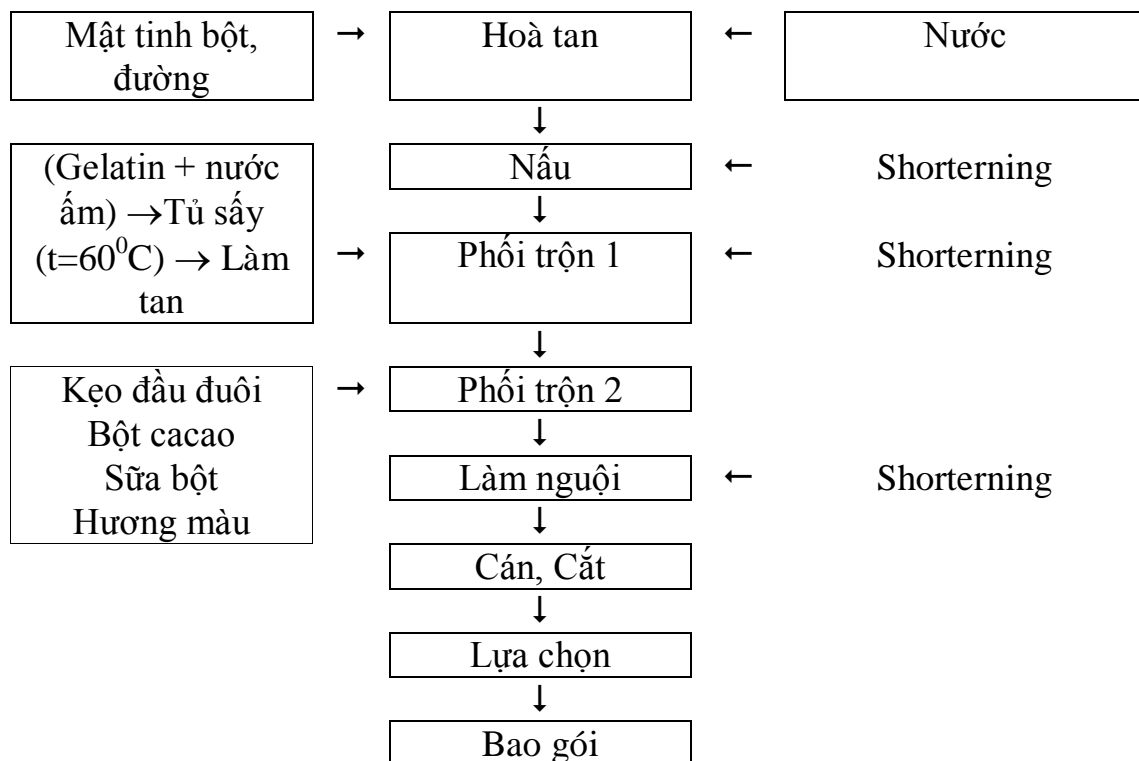 Mật tinh bột, → Hoà tan ← Nước
đường
↓
(Gelatin + nước Nấu ← Shorterning
ấm) →Tủ sấy ↓
(t=60⁰C) → Làm → Phối trộn 1 ← Shorterning
tan
↓
Kẹo đầu đuôi → Phối trộn 2
Bột cacao ↓
Sữa bột Làm nguội ← Shorterning
Hương màu ↓
Cán, Cắt
↓
Lựa chọn
↓
Bao gói